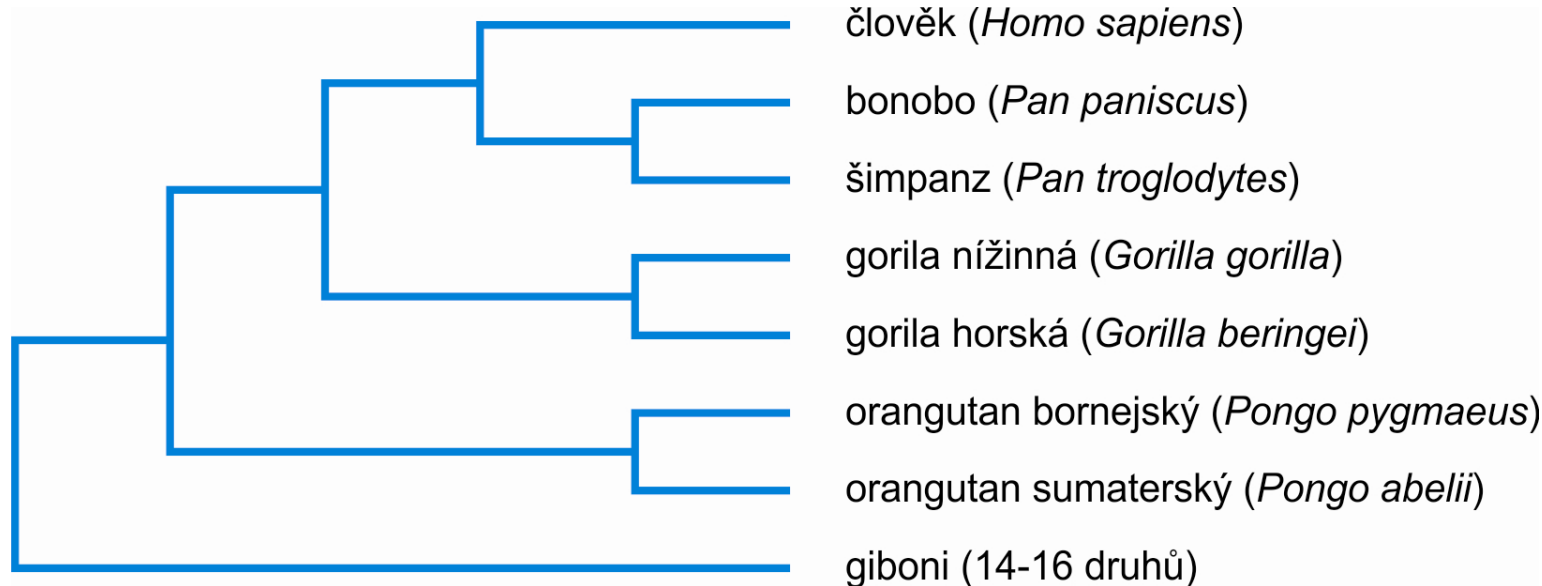 člověk (Homo sapiens)
bonobo (Pan paniscus)
šimpanz (Pan troglodytes)
gorila nížinná (Gorilla gorilla)
gorila horská (Gorilla beringei)
orangutan bornejský (Pongo pygmaeus)
orangutan sumaterský (Pongo abelii)
giboni (14-16 druhů)